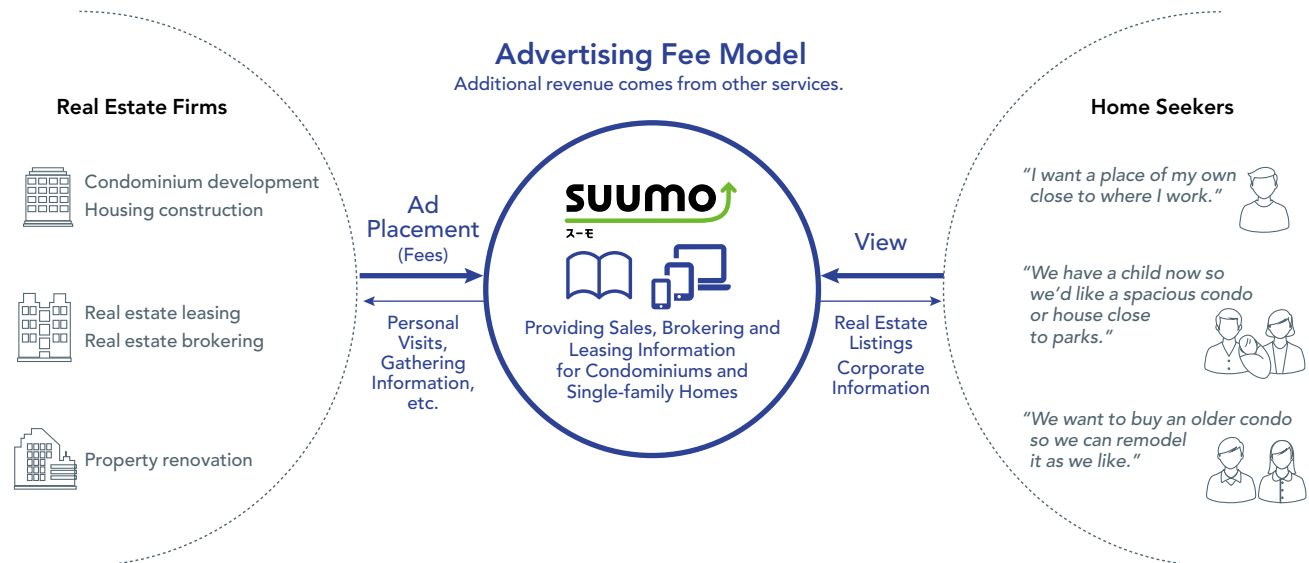 Advertising Fee Model
Additional revenue comes from other services.
Real Estate Firms
Condominium development
Housing construction
Real estate leasing
Real estate brokering
Property renovation
Ad
Placement
(Fees)
Personal
Visits,
Gathering
Information,
etc.
suumo
スーモ
Providing Sales, Brokering and
Leasing Information
for Condominiums and
Single-family Homes
View
Real Estate
Listings
Corporate
Information
Home Seekers
“I want a place of my own
close to where I work.”
“We have a child now so
we’d like a spacious condo
or house close
to parks.”
“We want to buy an older condo
so we can remodel
it as we like.”